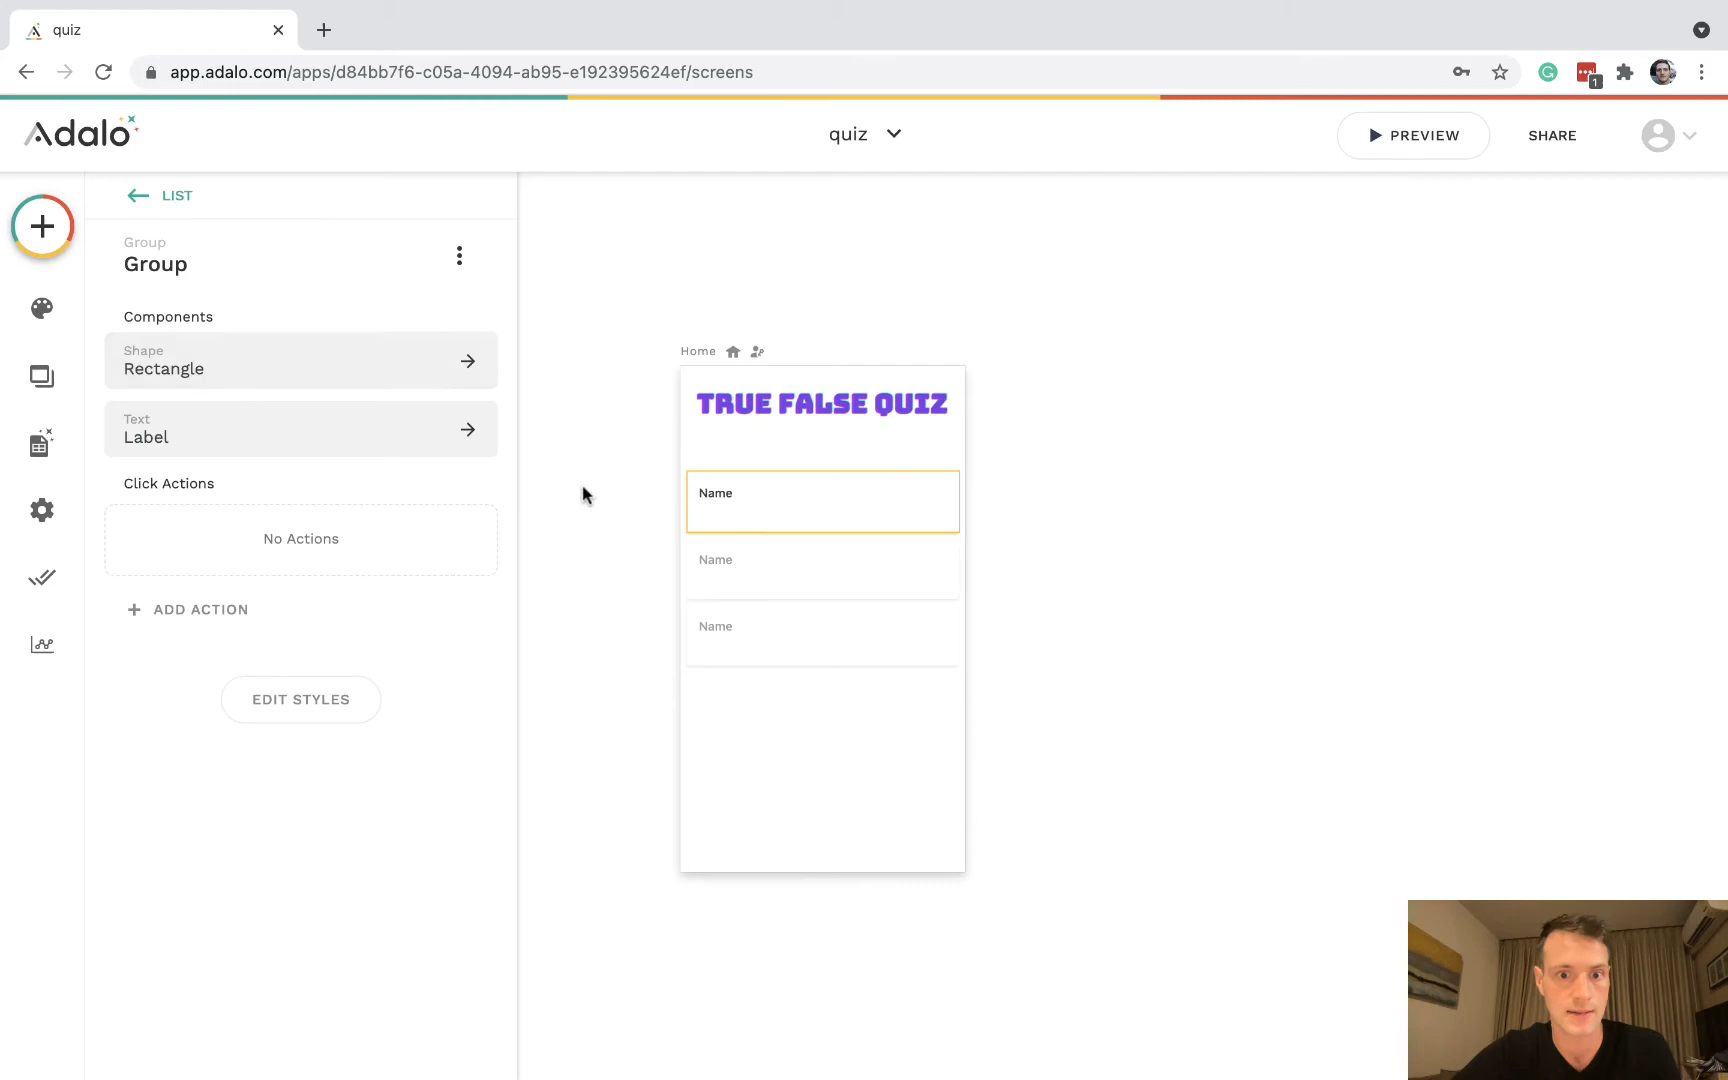 quiz
app.adalo.com/apps/d84bb7f6-c05a-4094-ab95-e192395624ef/screens
1
Adalo
quiz
PREVIEW
SHARE
LIST
Group
Group
Components
Shape
Rectangle
Text
Label
Click Actions
No Actions
ADD ACTION
EDIT STYLES
Home
TRUE FALSE QUIZ
Name
Name
Name